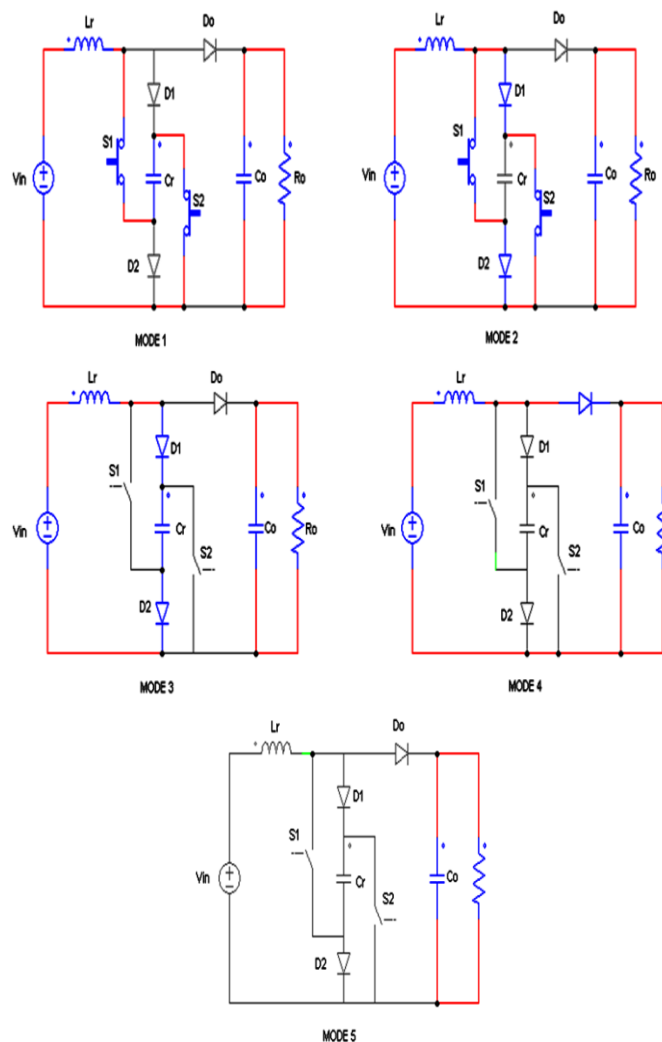 Lr
Do
D1
S1
Vin
Cr
S2
Co
Ro
D2
MODE 1
Lr
Do
D1
S1
Vin
Cr
S2
Co
Ro
D2
MODE 2
Lr
Do
D1
S1
Vin
Cr
S2
Co
Ro
D2
MODE 3
Lr
D1
S1
Vin
Cr
S2
Co
D2
MODE 4
Lr
Do
D1
S1
Vin
Cr
S2
Co
D2
MODE 5